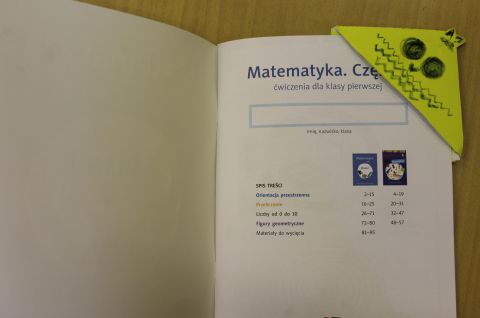 Matematyka. Czę
ćwiczenia dla klasy pierwszej
imię, nazwisko, klasa
Matematyka
SPIS TREŚCI
Orientacja przestrzenna 2–15 4–19
Przeliczanie 16–25 20–31
Liczby od 0 do 10 26–71 32–47
Figury geometryczne 72–80 48–57
Materiały do wycięcia 81–95